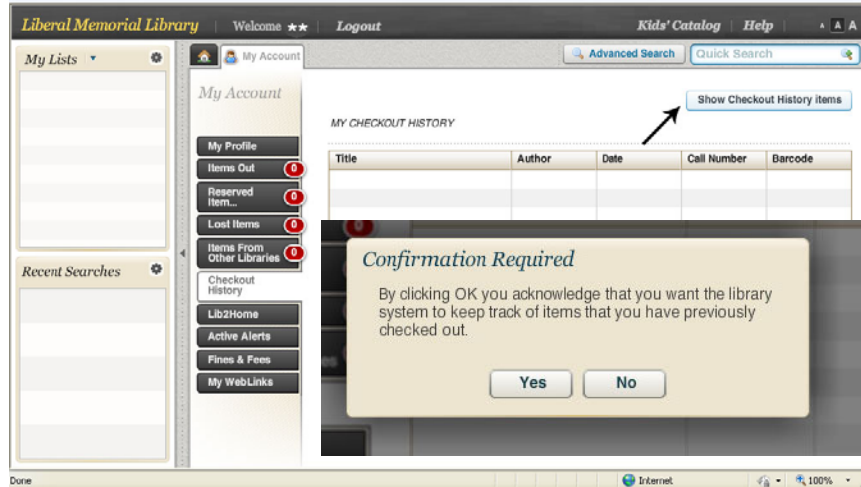 Liberal Memorial Library
Welcome ★★
Logout
Kids' Catalog
Help
A A A
My Lists
My Account
Advanced Search
Quick Search
My Account
Show Checkout History items
MY CHECKOUT HISTORY
Title Author Date Call Number Barcode
My Profile
Items Out 0
Reserved
Item... 0
Lost Items 0
Items From
Other Libraries 0
Checkout
History
Lib2Home
Active Alerts
Fines & Fees
My WebLinks
Recent Searches
0
Confirmation Required
By clicking OK you acknowledge that you want the library
system to keep track of items that you have previously
checked out.
Yes No
Done
Internet
100%